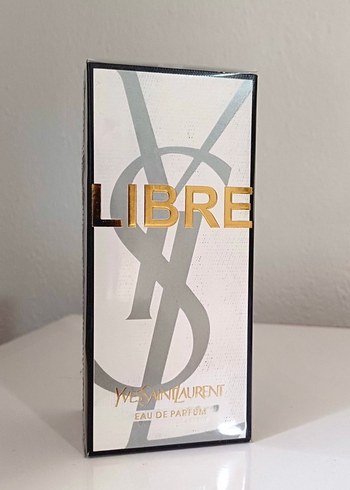 LIBRE
YVESSAINTLAURENT
EAU DE PARFUM